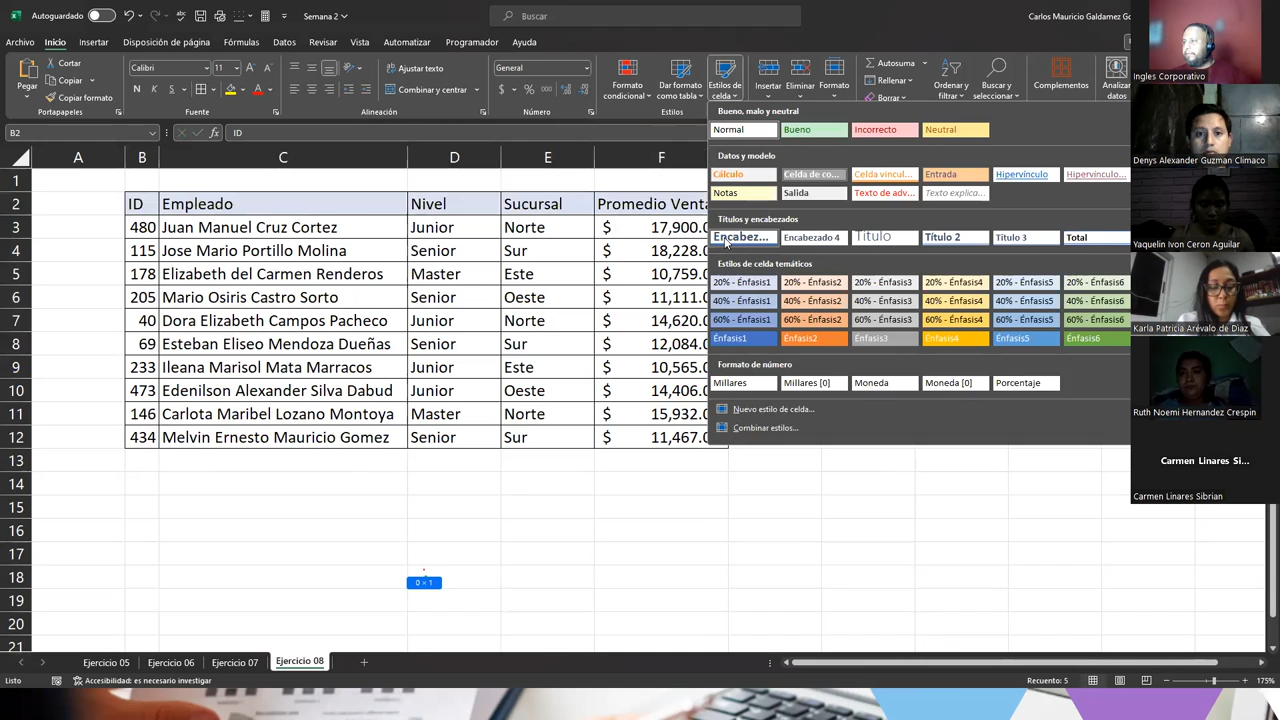 Autoguardado
Semana 2
Buscar
Carlos Mauricio Galdamez Go
Archivo Inicio Insertar Disposición de página Fórmulas Datos Revisar Vista Automatizar Programador Ayuda
Pegar
Cortar
Copiar
Copiar formato
Portapapeles
Calibri 11
N K S
Fuente
Ajustar texto
Combinar y centrar
Alineación
General
Número
Formato condicional
Dar formato como tabla
Estilos de celda
Estilos
Insertar
Eliminar
Formato
Autosuma
Rellenar
Borrar
Ordenar y filtrar
Buscar y seleccionar
Complementos
Analizar datos
B2 fx ID
A B C D E F
1
2 ID Empleado Nivel Sucursal Promedio Venta
3 480 Juan Manuel Cruz Cortez Junior Norte $ 17,900.0
4 115 Jose Mario Portillo Molina Senior Sur $ 18,228.0
5 178 Elizabeth del Carmen Renderos Master Este $ 10,759.0
6 205 Mario Osiris Castro Sorto Senior Oeste $ 11,111.0
7 40 Dora Elizabeth Campos Pacheco Junior Norte $ 14,620.0
8 69 Esteban Eliseo Mendoza Dueñas Senior Sur $ 12,084.0
9 233 Ileana Marisol Mata Marracos Junior Este $ 10,565.0
10 473 Edenilson Alexander Silva Dabud Junior Oeste $ 14,406.0
11 146 Carlota Maribel Lozano Montoya Master Norte $ 15,932.0
12 434 Melvin Ernesto Mauricio Gomez Senior Sur $ 11,467.0
13
14
15
16
17
18
19
20
21
0 × 1
Bueno, malo y neutral
Normal Bueno Incorrecto Neutral
Datos y modelo
Cálculo Celda de co... Celda vincul... Entrada Hipervínculo Hipervínculo...
Notas Salida Texto de adv... Texto explica...
Títulos y encabezados
Encabez... Encabezado 4 Título Título 2 Título 3 Total
Estilos de celda temáticos
20% - Énfasis1 20% - Énfasis2 20% - Énfasis3 20% - Énfasis4 20% - Énfasis5 20% - Énfasis6
40% - Énfasis1 40% - Énfasis2 40% - Énfasis3 40% - Énfasis4 40% - Énfasis5 40% - Énfasis6
60% - Énfasis1 60% - Énfasis2 60% - Énfasis3 60% - Énfasis4 60% - Énfasis5 60% - Énfasis6
Énfasis1 Énfasis2 Énfasis3 Énfasis4 Énfasis5 Énfasis6
Formato de número
Millares Millares [0] Moneda Moneda [0] Porcentaje
Nuevo estilo de celda...
Combinar estilos...
Ingles Corporativo
Denys Alexander Guzman Climaco
Yaquelin Ivon Ceron Aguilar
Karla Patricia Arévalo de Diaz
Ruth Noemi Hernandez Crespin
Carmen Linares Si...
Carmen Linares Sibrian
Ejercicio 05 Ejercicio 06 Ejercicio 07 Ejercicio 08
Listo
Accesibilidad: es necesario investigar
Recuento: 5
175%